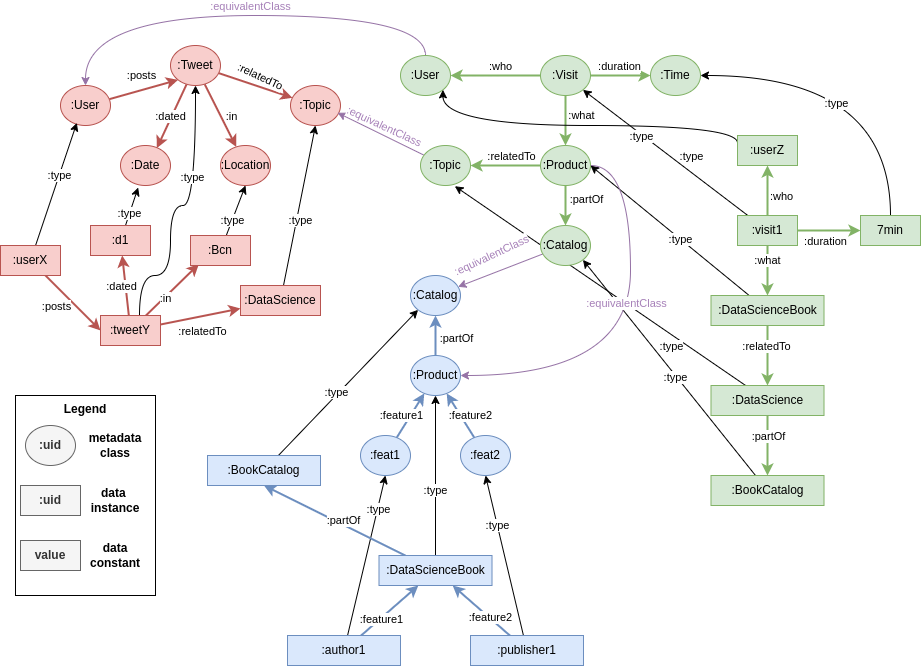 :equivalentClass
:Tweet
:who
:duration
:relatedTo
:posts
:User
:Visit
:Time
:User
:Topic
:type
:dated
:in
:what
:equivalentClass
:type
:userZ
:relatedTo
:type
:Date
:Location
:Topic
:Product
:type
:type
:who
:partOf
:type
:type
:type
:visit1
7min
:d1
:type
:duration
:Bcn
:Catalog
:equivalentClass
:userX
:what
:dated
:in
:Catalog
:DataScience
:equivalentClass
:posts
:DataScienceBook
:tweetY
:relatedTo
:partOf
:type
:relatedTo
:Product
:type
:type
:DataScience
Legend
:feature1
:feature2
:partOf
:uid
metadata
class
:feat1
:feat2
:BookCatalog
:type
:BookCatalog
:uid
data
instance
:type
:partOf
:type
value
data
constant
:DataScienceBook
:feature1
:feature2
:author1
:publisher1